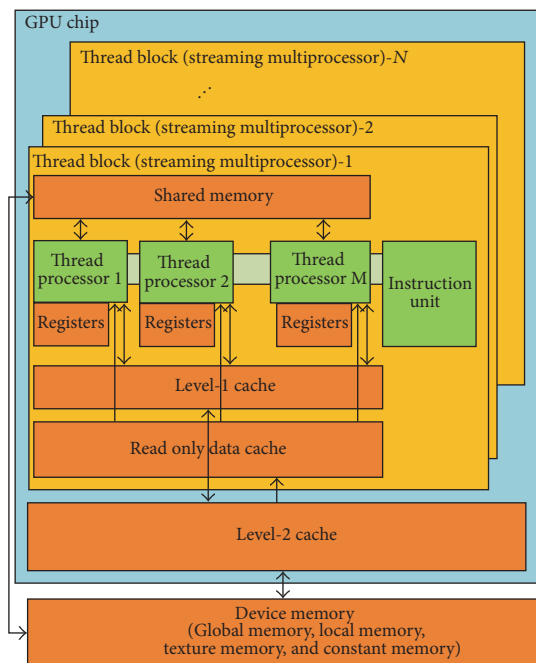 GPU chip
Thread block (streaming multiprocessor)-N
...
Thread block (streaming multiprocessor)-2
Thread block (streaming multiprocessor)-1
Shared memory
Thread
processor 1
Thread
processor 2
Thread
processor M
Instruction
unit
Registers
Registers
Registers
Level-1 cache
Read only data cache
Level-2 cache
Device memory
(Global memory, local memory,
texture memory, and constant memory)